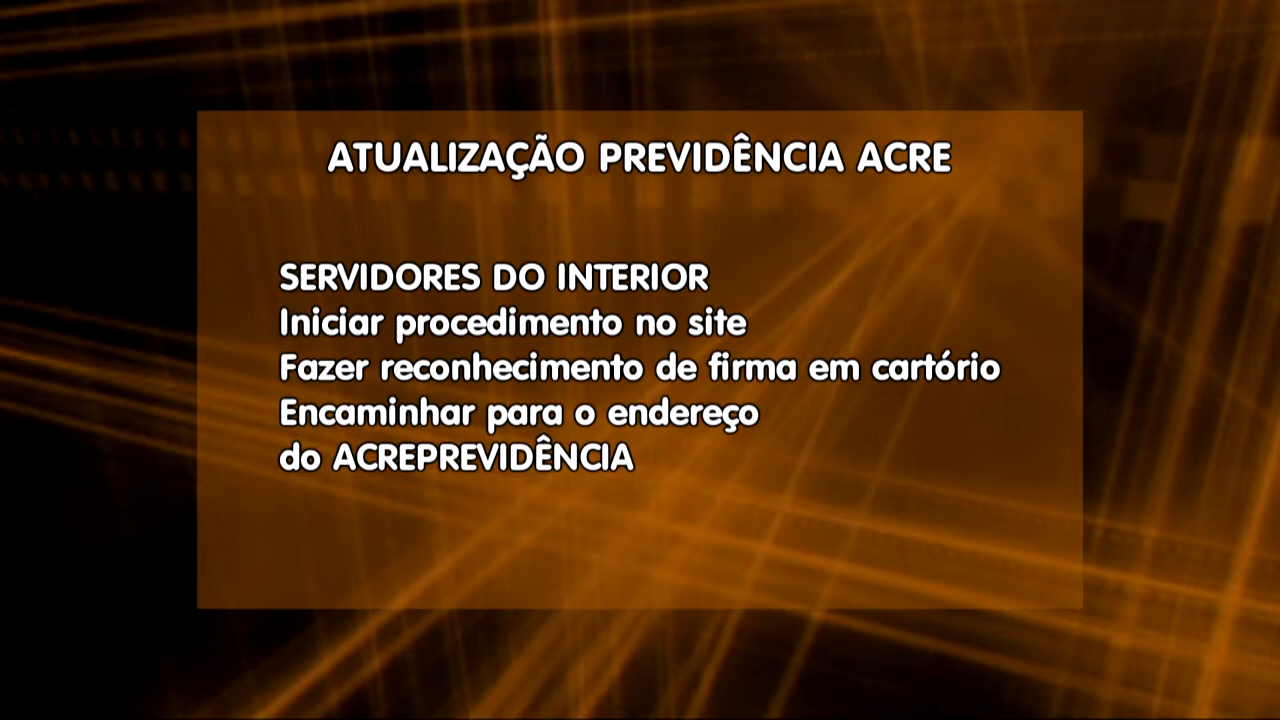 ATUALIZAÇÃO PREVIDÊNCIA ACRE
SERVIDORES DO INTERIOR
Iniciar procedimento no site
Fazer reconhecimento de firma em cartório
Encaminhar para o endereço
do ACREPREVIDÊNCIA